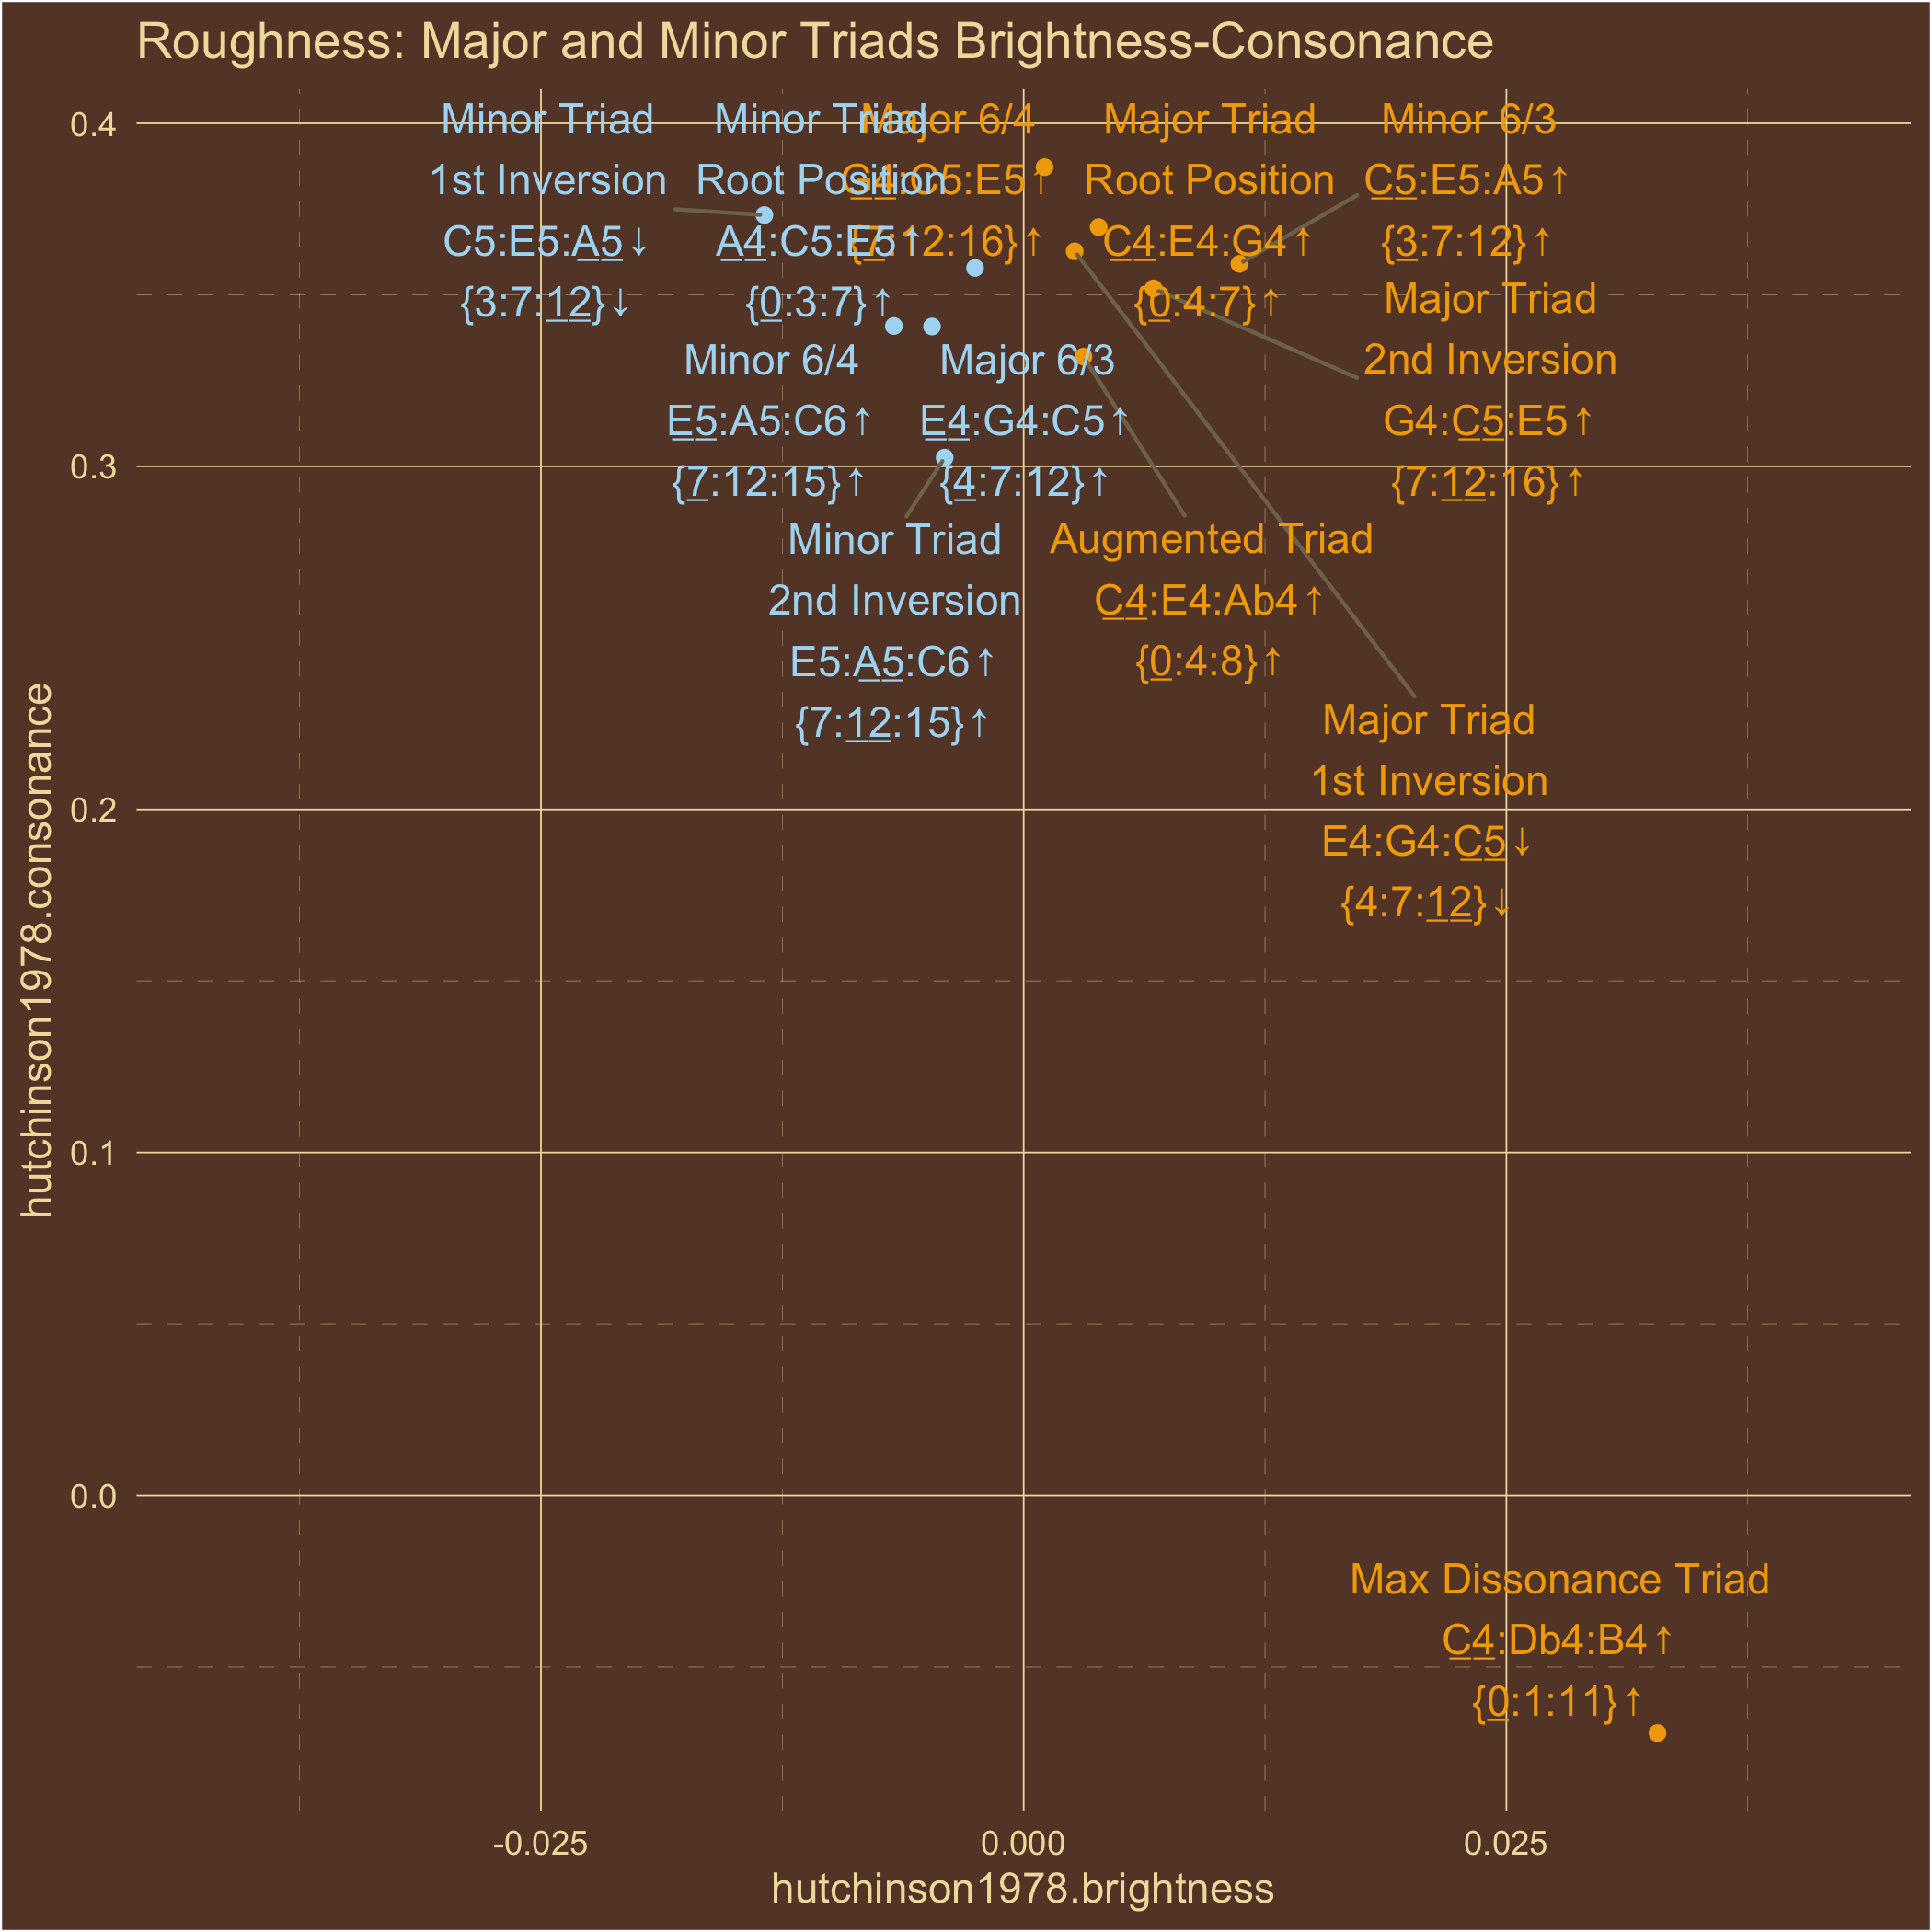 Roughness: Major and Minor Triads Brightness-Consonance
Minor Triad
1st Inversion
C5:E5:A5↓
{3:7:12}↓
Minor Triad
Root Position
A4:C5:E5↑
{0:3:7}↑
Major 6/4
G4:C5:E5↑
{7:12:16}↑
Major Triad
Root Position
C4:E4:G4↑
{0:4:7}↑
Minor 6/3
C5:E5:A5↑
{3:7:12}↑
Major Triad
2nd Inversion
G4:C5:E5↑
{7:12:16}↑
Minor 6/4
E5:A5:C6↑
{7:12:15}↑
Major 6/3
E4:G4:C5↑
{4:7:12}↑
Minor Triad
2nd Inversion
E5:A5:C6↑
{7:12:15}↑
Augmented Triad
C4:E4:Ab4↑
{0:4:8}↑
Major Triad
1st Inversion
E4:G4:C5↓
{4:7:12}↓
Max Dissonance Triad
C4:Db4:B4↑
{0:1:11}↑
0.4
0.3
0.2
0.1
0.0
hutchinson1978.consonance
-0.025
0.000
0.025
hutchinson1978.brightness